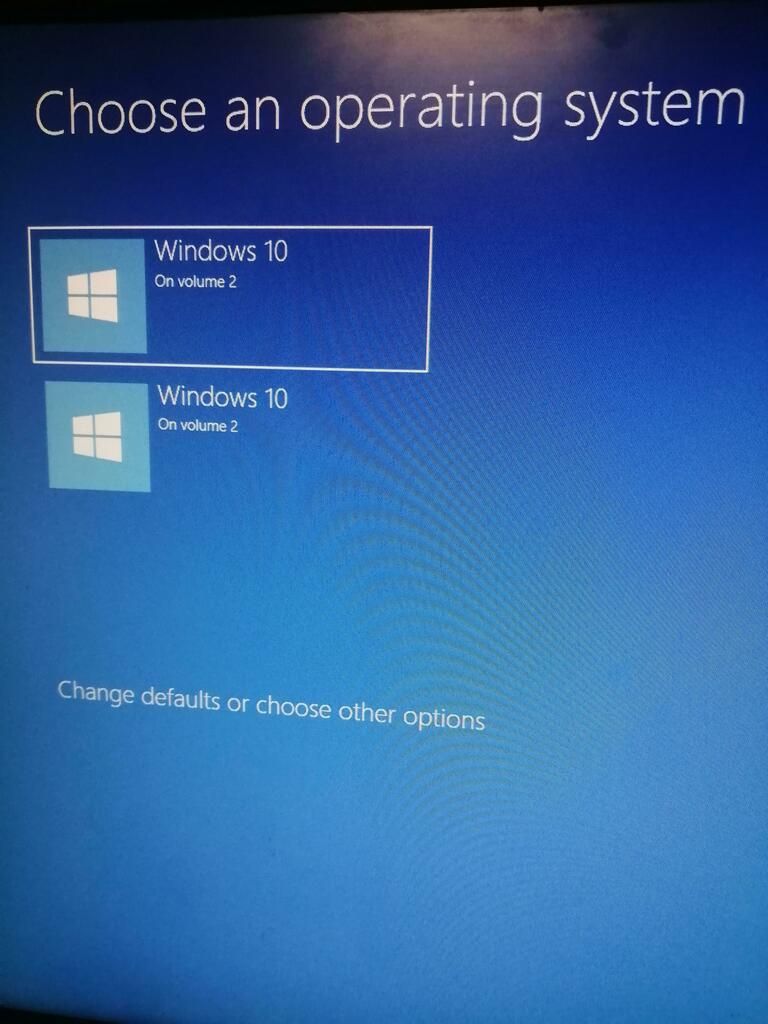 Choose an operating system
Windows 10
On volume 2
Windows 10
On volume 2
Change defaults or choose other options